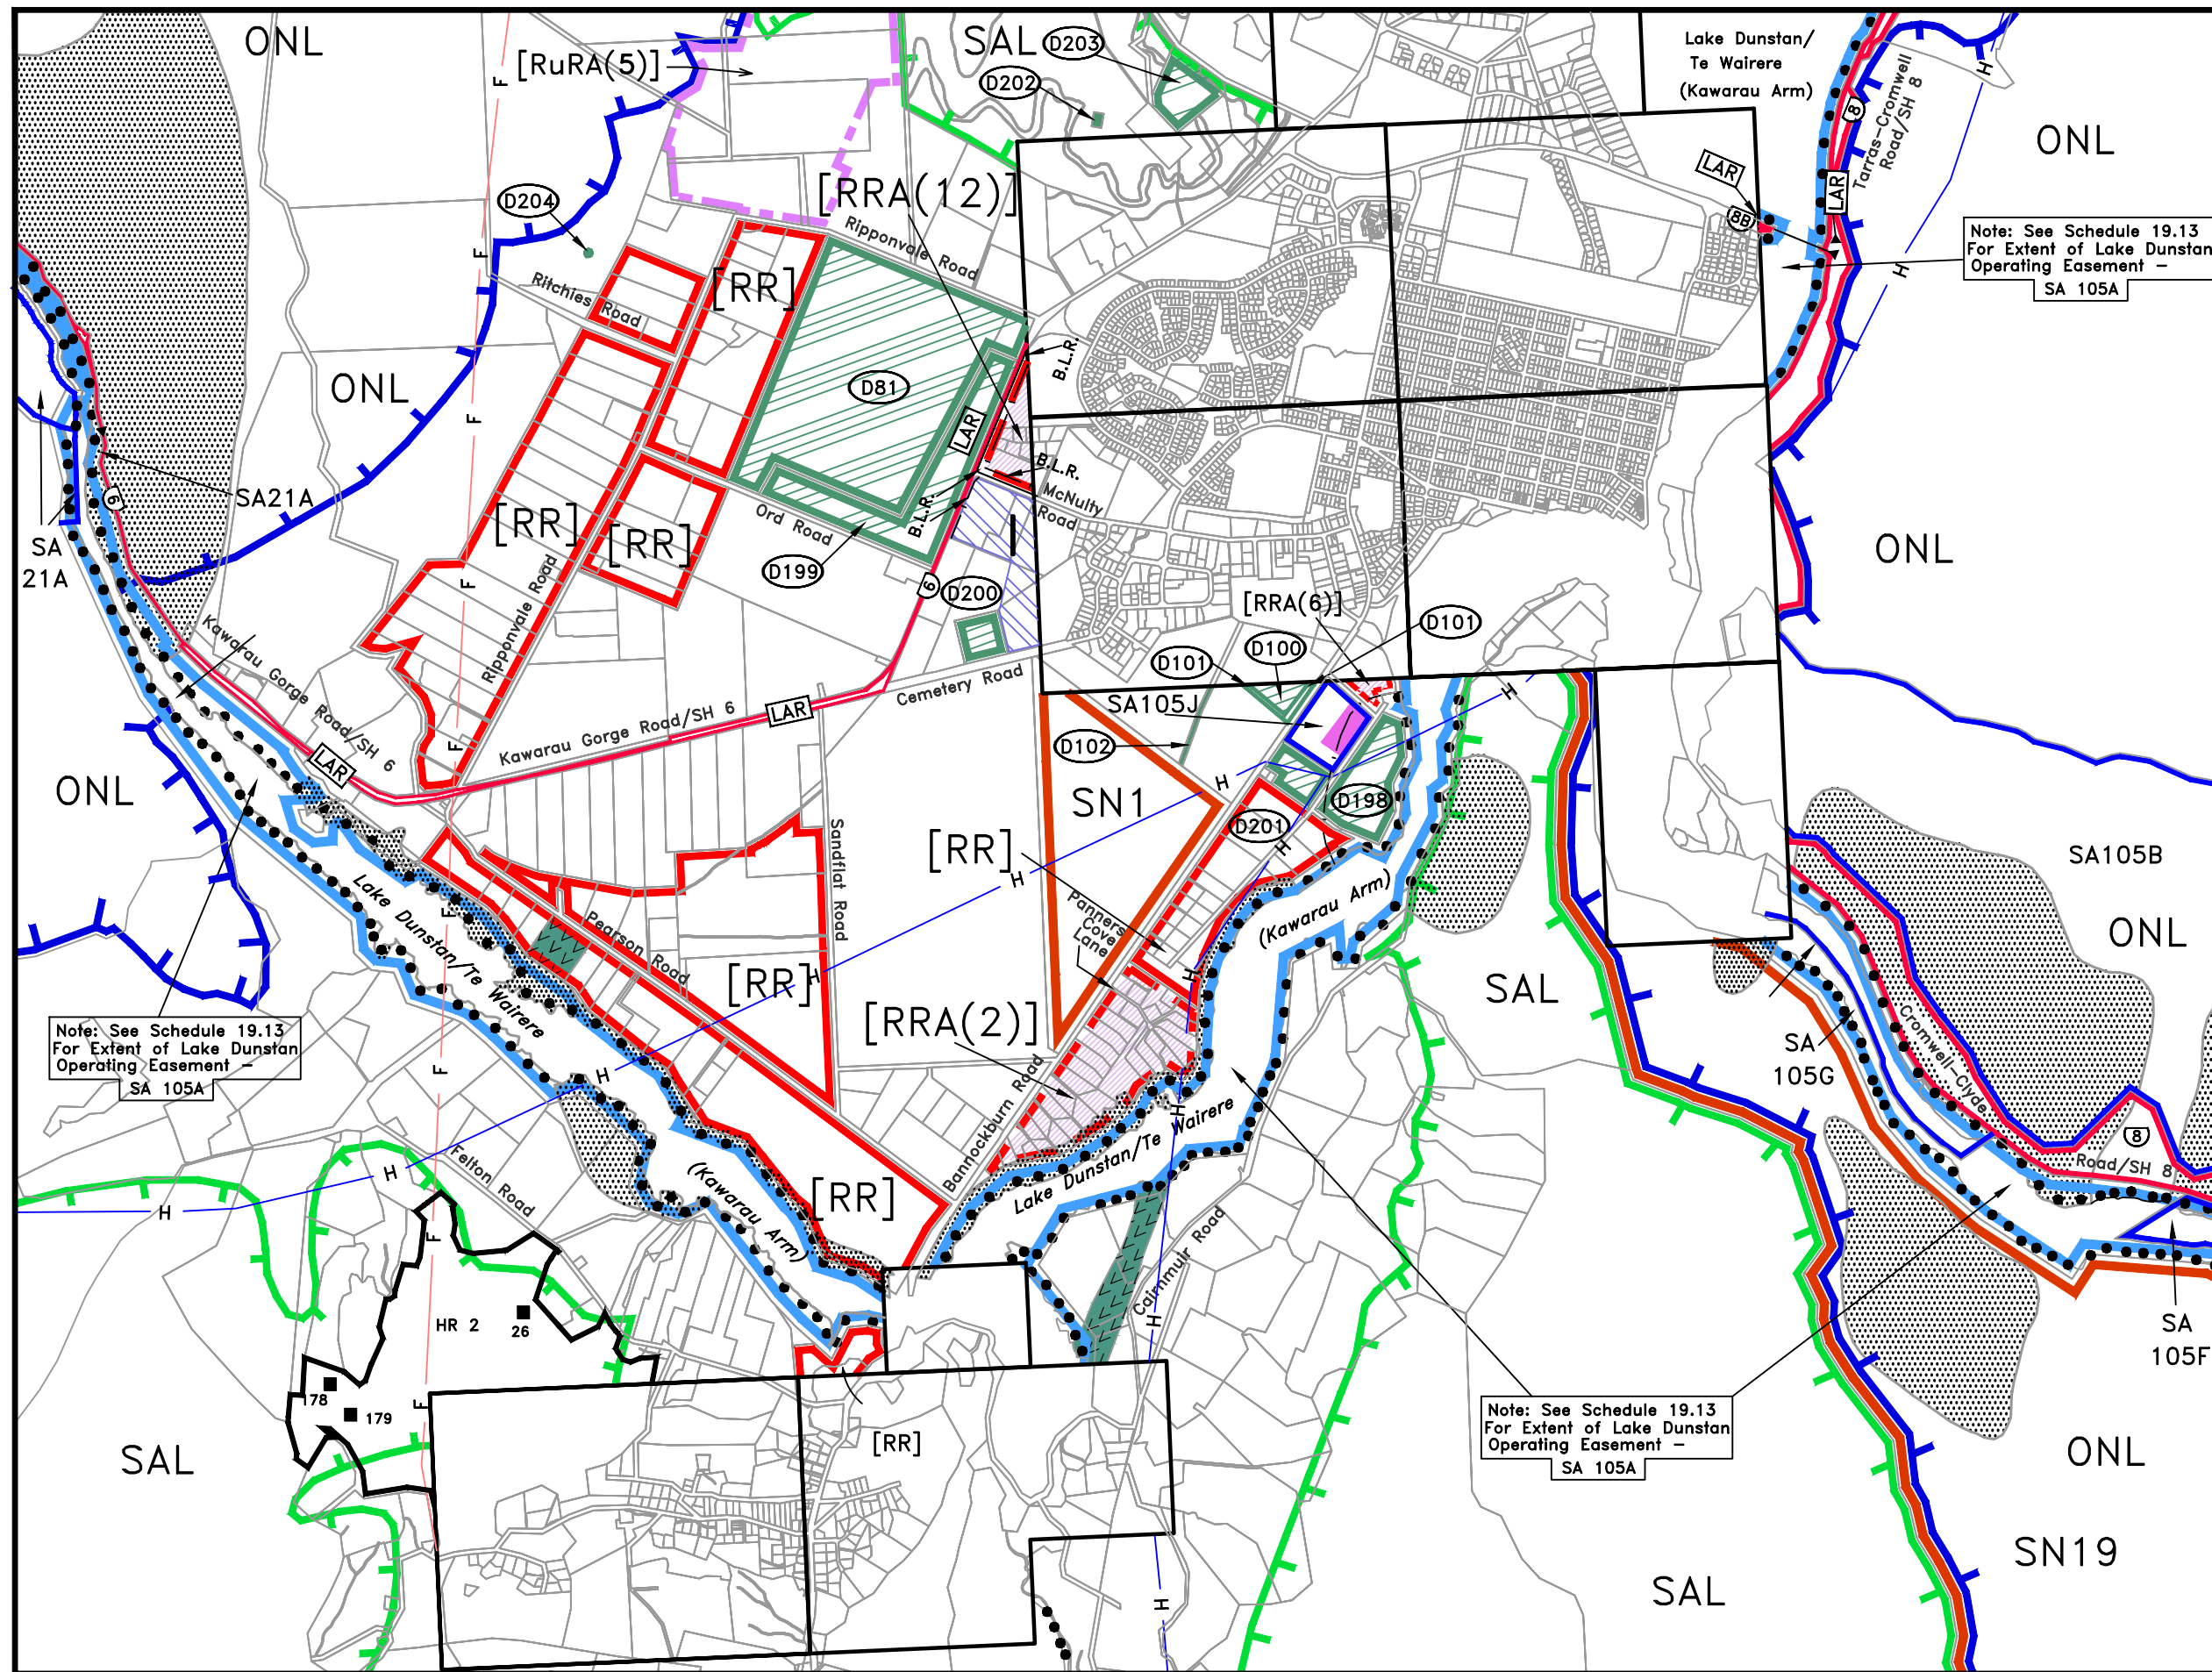 ONL
[RuRA(5)]
SAL
D203
D202
Lake Dunstan/
Te Wairere
(Kawarau Arm)
8
Tarras-Cromwell
Road/SH 8
H
ONL
F
D204
[RRA(12)]
Ripponvale Road
LAR
8B
LAR
Note: See Schedule 19.13
For Extent of Lake Dunstan
Operating Easement -
SA 105A
H
F
Ritchies Road
[RR]
ONL
D81
B.L.R.
LAR
F
6
SA21A
SA
21A
[RR]
[RR]
Ord Road
D199
B.L.R.
B.L.R.
McNulty
Road
I
ONL
F
Ripponvale Road
6
D200
[RRA(6)]
D101
D100
D101
Kawarau Gorge Road/SH 6
Cemetery Road
SA105J
H
LAR
Kawarau Gorge Road/SH 6
F
LAR
D102
H
SN1
D198
D201
ONL
[RR]
H
H
Sandflat Road
SA105B
ONL
Lake Dunstan/Te Wairere
F
Pearson Road
Panners
Cove
Lane
(Kawarau Arm)
[RR]
H
H
SAL
[RRA(2)]
Note: See Schedule 19.13
For Extent of Lake Dunstan
Operating Easement -
SA 105A
F
H
SA
105G
Cromwell-Clyde
Road/SH 8
8
Bannockburn Road
H
Lake Dunstan/Te Wairere
H
Felton Road
(Kawarau Arm)
[RR]
H
F
Cairnmuir Road
HR 2
26
H
SA
105F
178
179
F
[RR]
SAL
Note: See Schedule 19.13
For Extent of Lake Dunstan
Operating Easement -
SA 105A
ONL
SN19
SAL
H